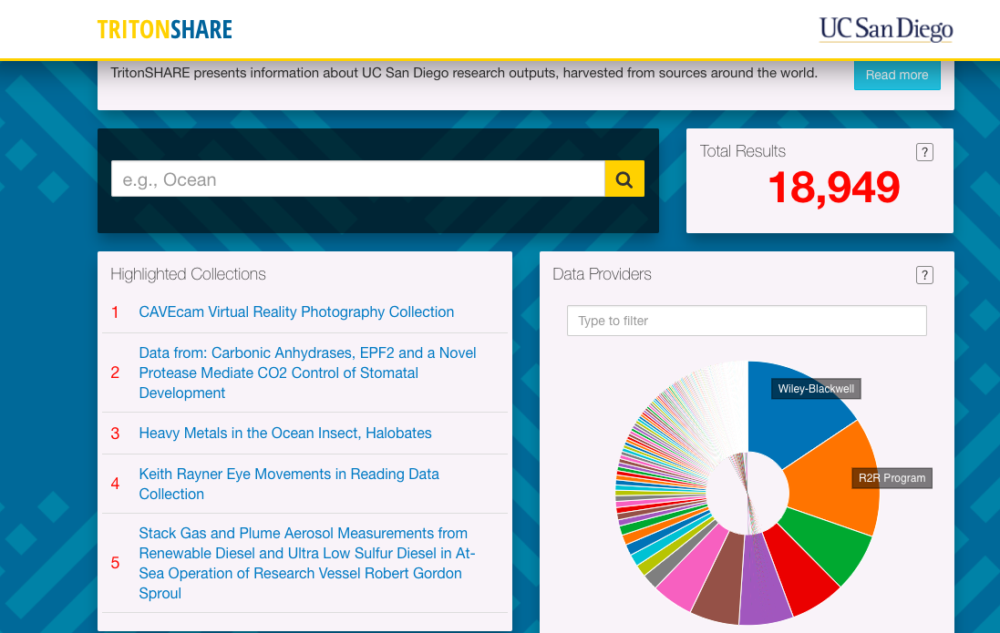 TRITONSHARE
UC San Diego
TritonSHARE presents information about UC San Diego research outputs, harvested from sources around the world.
Read more
e.g., Ocean
Total Results
?
18,949
Highlighted Collections
1 CAVEcam Virtual Reality Photography Collection
2 Data from: Carbonic Anhydrases, EPF2 and a Novel
Protease Mediate CO2 Control of Stomatal
Development
3 Heavy Metals in the Ocean Insect, Halobates
4 Keith Rayner Eye Movements in Reading Data
Collection
5 Stack Gas and Plume Aerosol Measurements from
Renewable Diesel and Ultra Low Sulfur Diesel in At-
Sea Operation of Research Vessel Robert Gordon
Sproul
Data Providers
?
Type to filter
Wiley-Blackwell
R2R Program